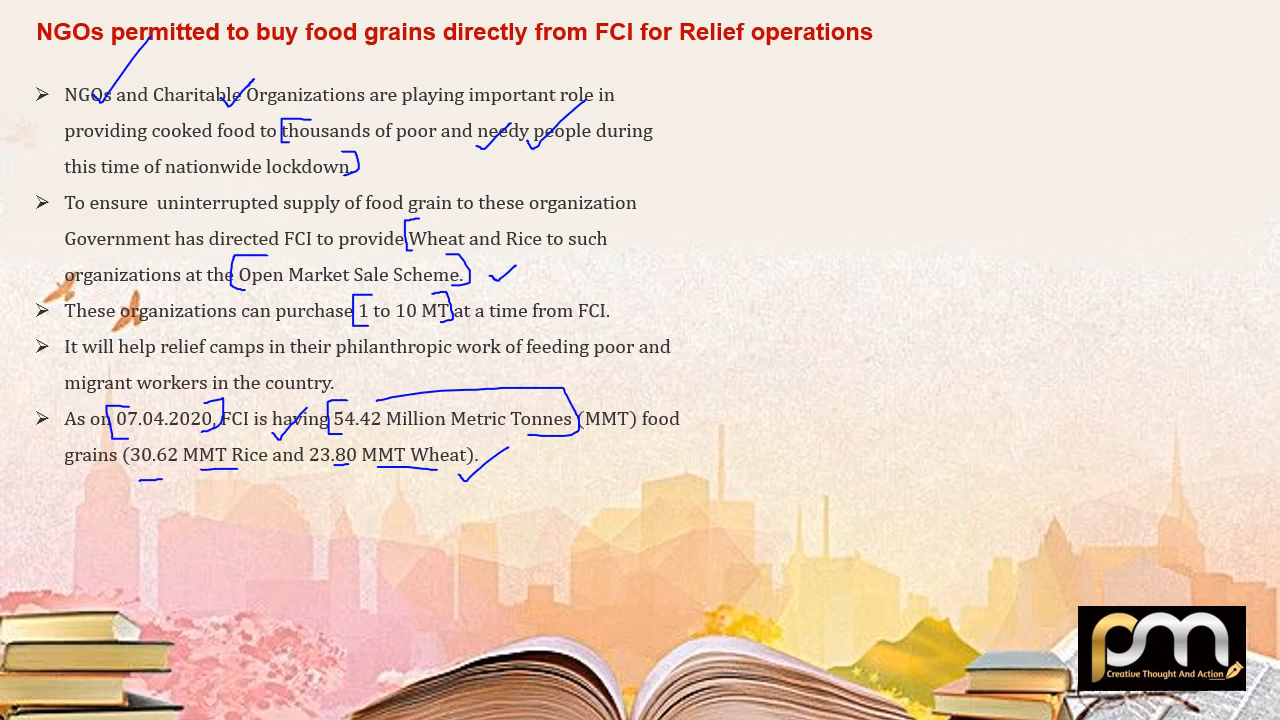 NGOs permitted to buy food grains directly from FCI for Relief operations
➢ NGOs and Charitable Organizations are playing important role in
providing cooked food to thousands of poor and needy people during
this time of nationwide lockdown.
➢ To ensure uninterrupted supply of food grain to these organization
Government has directed FCI to provide Wheat and Rice to such
organizations at the Open Market Sale Scheme.
➢ These organizations can purchase 1 to 10 MT at a time from FCI.
➢ It will help relief camps in their philanthropic work of feeding poor and
migrant workers in the country.
➢ As on 07.04.2020, FCI is having 54.42 Million Metric Tonnes (MMT) food
grains (30.62 MMT Rice and 23.80 MMT Wheat).
pm
Creative Thought And Action